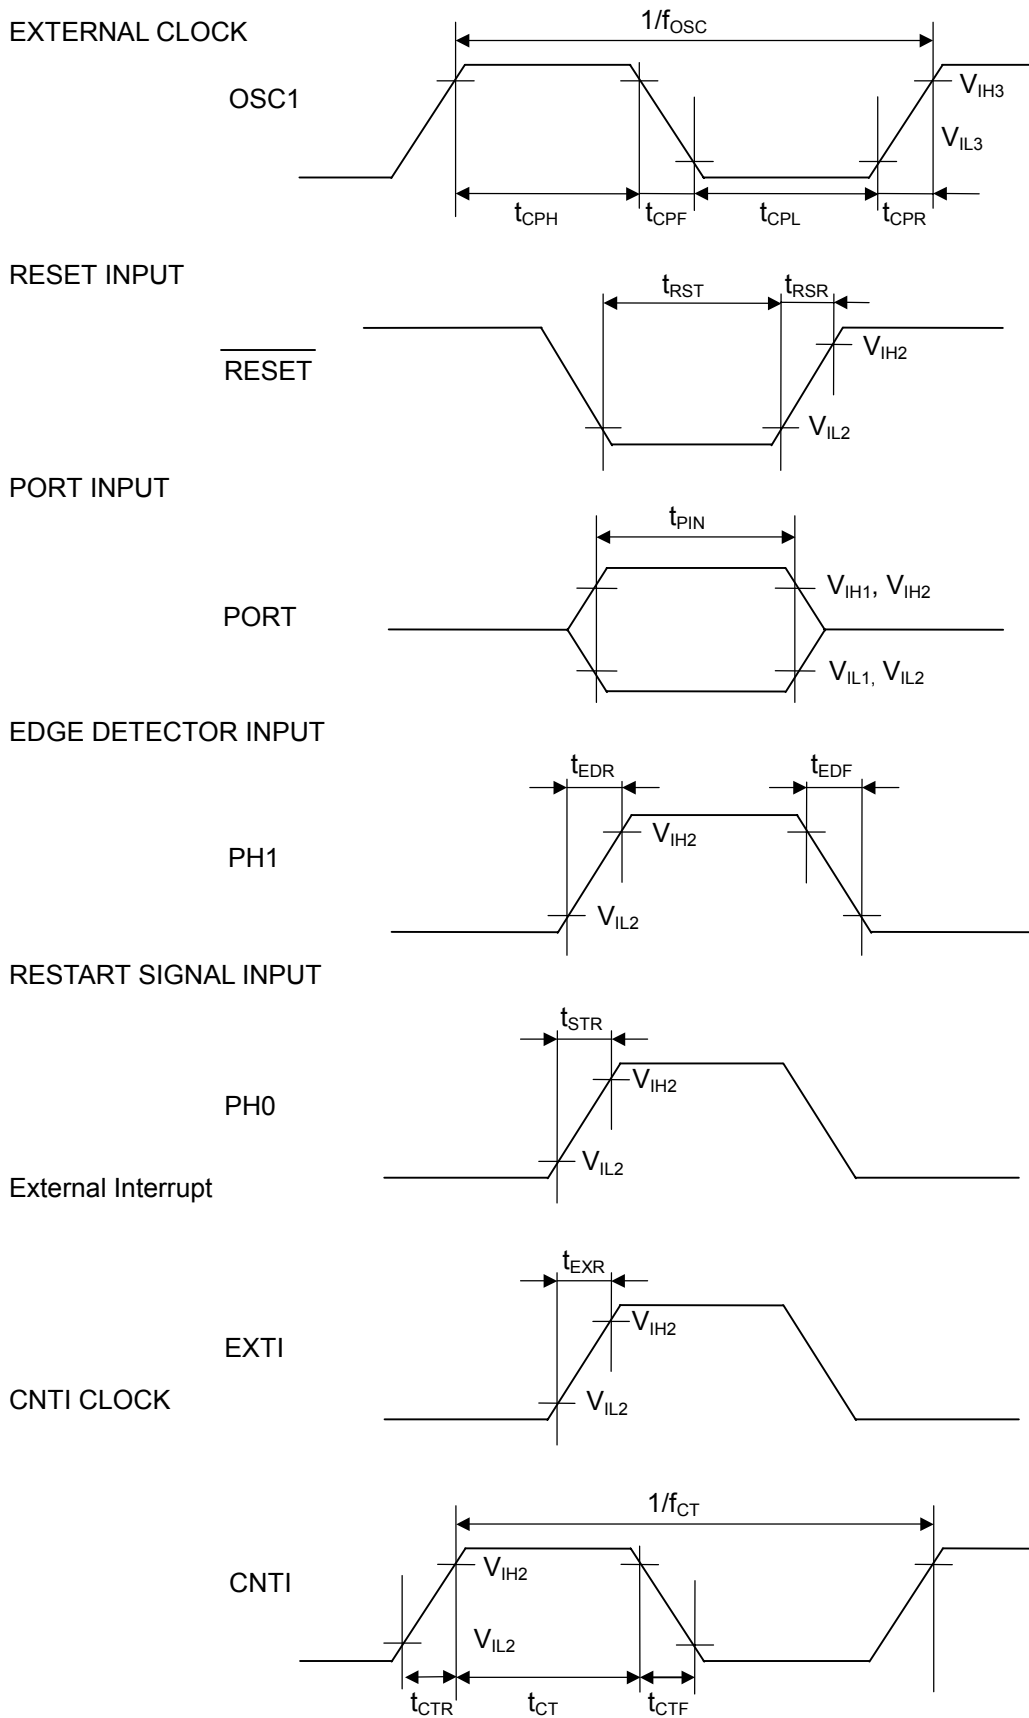 EXTERNAL CLOCK
1/fOSC
OSC1
VIH3
VIL3
tCPH tCPF tCPL tCPR
RESET INPUT
tRST tRSR
RESET
VIH2
VIL2
PORT INPUT
tPIN
PORT
VIH1, VIH2
VIL1, VIL2
EDGE DETECTOR INPUT
tEDR tEDF
PH1
VIH2
VIL2
RESTART SIGNAL INPUT
tSTR
PH0
VIH2
VIL2
External Interrupt
tEXR
EXTI
VIH2
VIL2
CNTI CLOCK
1/fCT
CNTI
VIH2
VIL2
tCTR tCT tCTF